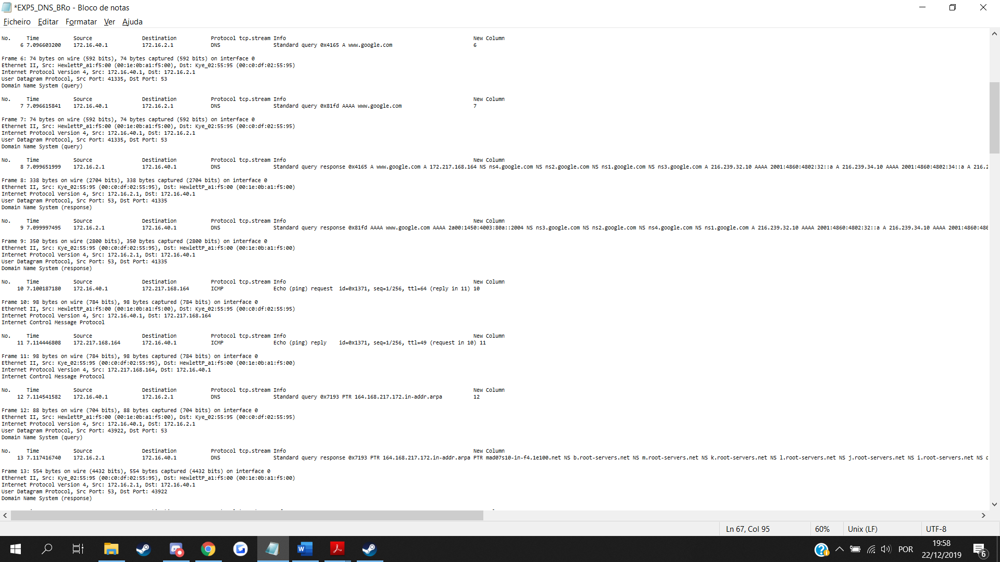 *EXP5_DNS_BRo - Bloco de notas
Ficheiro Editar Formatar Ver Ajuda
No. Time Source Destination Protocol tcp.stream Info New Column
6 7.096603200 172.16.40.1 172.16.2.1 DNS Standard query 0x4165 A www.google.com 6
Frame 6: 74 bytes on wire (592 bits), 74 bytes captured (592 bits) on interface 0
Ethernet II, Src: HewlettP_a1:f5:00 (00:1e:0b:a1:f5:00), Dst: Kye_02:55:95 (00:c0:df:02:55:95)
Internet Protocol Version 4, Src: 172.16.40.1, Dst: 172.16.2.1
User Datagram Protocol, Src Port: 41335, Dst Port: 53
Domain Name System (query)
No. Time Source Destination Protocol tcp.stream Info New Column
7 7.096615841 172.16.40.1 172.16.2.1 DNS Standard query 0x81fd AAAA www.google.com 7
Frame 7: 74 bytes on wire (592 bits), 74 bytes captured (592 bits) on interface 0
Ethernet II, Src: HewlettP_a1:f5:00 (00:1e:0b:a1:f5:00), Dst: Kye_02:55:95 (00:c0:df:02:55:95)
Internet Protocol Version 4, Src: 172.16.40.1, Dst: 172.16.2.1
User Datagram Protocol, Src Port: 41335, Dst Port: 53
Domain Name System (query)
No. Time Source Destination Protocol tcp.stream Info New Column
8 7.099651999 172.16.2.1 172.16.40.1 DNS Standard query response 0x4165 A www.google.com A 172.217.168.164 NS ns4.google.com NS ns2.google.com NS ns1.google.com NS ns3.google.com A 216.239.32.10 AAAA 2001:4860:4802:32::a A 216.239.34.10 AAAA 2001:4860:4802:34::a A 216.2
Frame 8: 338 bytes on wire (2704 bits), 338 bytes captured (2704 bits) on interface 0
Ethernet II, Src: Kye_02:55:95 (00:c0:df:02:55:95), Dst: HewlettP_a1:f5:00 (00:1e:0b:a1:f5:00)
Internet Protocol Version 4, Src: 172.16.2.1, Dst: 172.16.40.1
User Datagram Protocol, Src Port: 53, Dst Port: 41335
Domain Name System (response)
No. Time Source Destination Protocol tcp.stream Info New Column
9 7.099997495 172.16.2.1 172.16.40.1 DNS Standard query response 0x81fd AAAA www.google.com AAAA 2a00:1450:4003:80a::2004 NS ns3.google.com NS ns2.google.com NS ns4.google.com NS ns1.google.com A 216.239.32.10 AAAA 2001:4860:4802:32::a A 216.239.34.10 AAAA 2001:4860:480
Frame 9: 350 bytes on wire (2800 bits), 350 bytes captured (2800 bits) on interface 0
Ethernet II, Src: Kye_02:55:95 (00:c0:df:02:55:95), Dst: HewlettP_a1:f5:00 (00:1e:0b:a1:f5:00)
Internet Protocol Version 4, Src: 172.16.2.1, Dst: 172.16.40.1
User Datagram Protocol, Src Port: 53, Dst Port: 41335
Domain Name System (response)
No. Time Source Destination Protocol tcp.stream Info New Column
10 7.100187180 172.16.40.1 172.217.168.164 ICMP Echo (ping) request id=0x1371, seq=1/256, ttl=64 (reply in 11) 10
Frame 10: 98 bytes on wire (784 bits), 98 bytes captured (784 bits) on interface 0
Ethernet II, Src: HewlettP_a1:f5:00 (00:1e:0b:a1:f5:00), Dst: Kye_02:55:95 (00:c0:df:02:55:95)
Internet Protocol Version 4, Src: 172.16.40.1, Dst: 172.217.168.164
Internet Control Message Protocol
No. Time Source Destination Protocol tcp.stream Info New Column
11 7.114446808 172.217.168.164 172.16.40.1 ICMP Echo (ping) reply id=0x1371, seq=1/256, ttl=49 (request in 10) 11
Frame 11: 98 bytes on wire (784 bits), 98 bytes captured (784 bits) on interface 0
Ethernet II, Src: Kye_02:55:95 (00:c0:df:02:55:95), Dst: HewlettP_a1:f5:00 (00:1e:0b:a1:f5:00)
Internet Protocol Version 4, Src: 172.217.168.164, Dst: 172.16.40.1
Internet Control Message Protocol
No. Time Source Destination Protocol tcp.stream Info New Column
12 7.114541582 172.16.40.1 172.16.2.1 DNS Standard query 0x7193 PTR 164.168.217.172.in-addr.arpa 12
Frame 12: 88 bytes on wire (704 bits), 88 bytes captured (704 bits) on interface 0
Ethernet II, Src: HewlettP_a1:f5:00 (00:1e:0b:a1:f5:00), Dst: Kye_02:55:95 (00:c0:df:02:55:95)
Internet Protocol Version 4, Src: 172.16.40.1, Dst: 172.16.2.1
User Datagram Protocol, Src Port: 43922, Dst Port: 53
Domain Name System (query)
No. Time Source Destination Protocol tcp.stream Info New Column
13 7.117416740 172.16.2.1 172.16.40.1 DNS Standard query response 0x7193 PTR 164.168.217.172.in-addr.arpa PTR mad07s10-in-f4.1e100.net NS b.root-servers.net NS m.root-servers.net NS k.root-servers.net NS l.root-servers.net NS j.root-servers.net NS i.root-servers.net NS
Frame 13: 554 bytes on wire (4432 bits), 554 bytes captured (4432 bits) on interface 0
Ethernet II, Src: Kye_02:55:95 (00:c0:df:02:55:95), Dst: HewlettP_a1:f5:00 (00:1e:0b:a1:f5:00)
Internet Protocol Version 4, Src: 172.16.2.1, Dst: 172.16.40.1
User Datagram Protocol, Src Port: 53, Dst Port: 43922
Domain Name System (response)
Ln 67, Col 95 60% Unix (LF) UTF-8
POR 19:58
22/12/2019 6